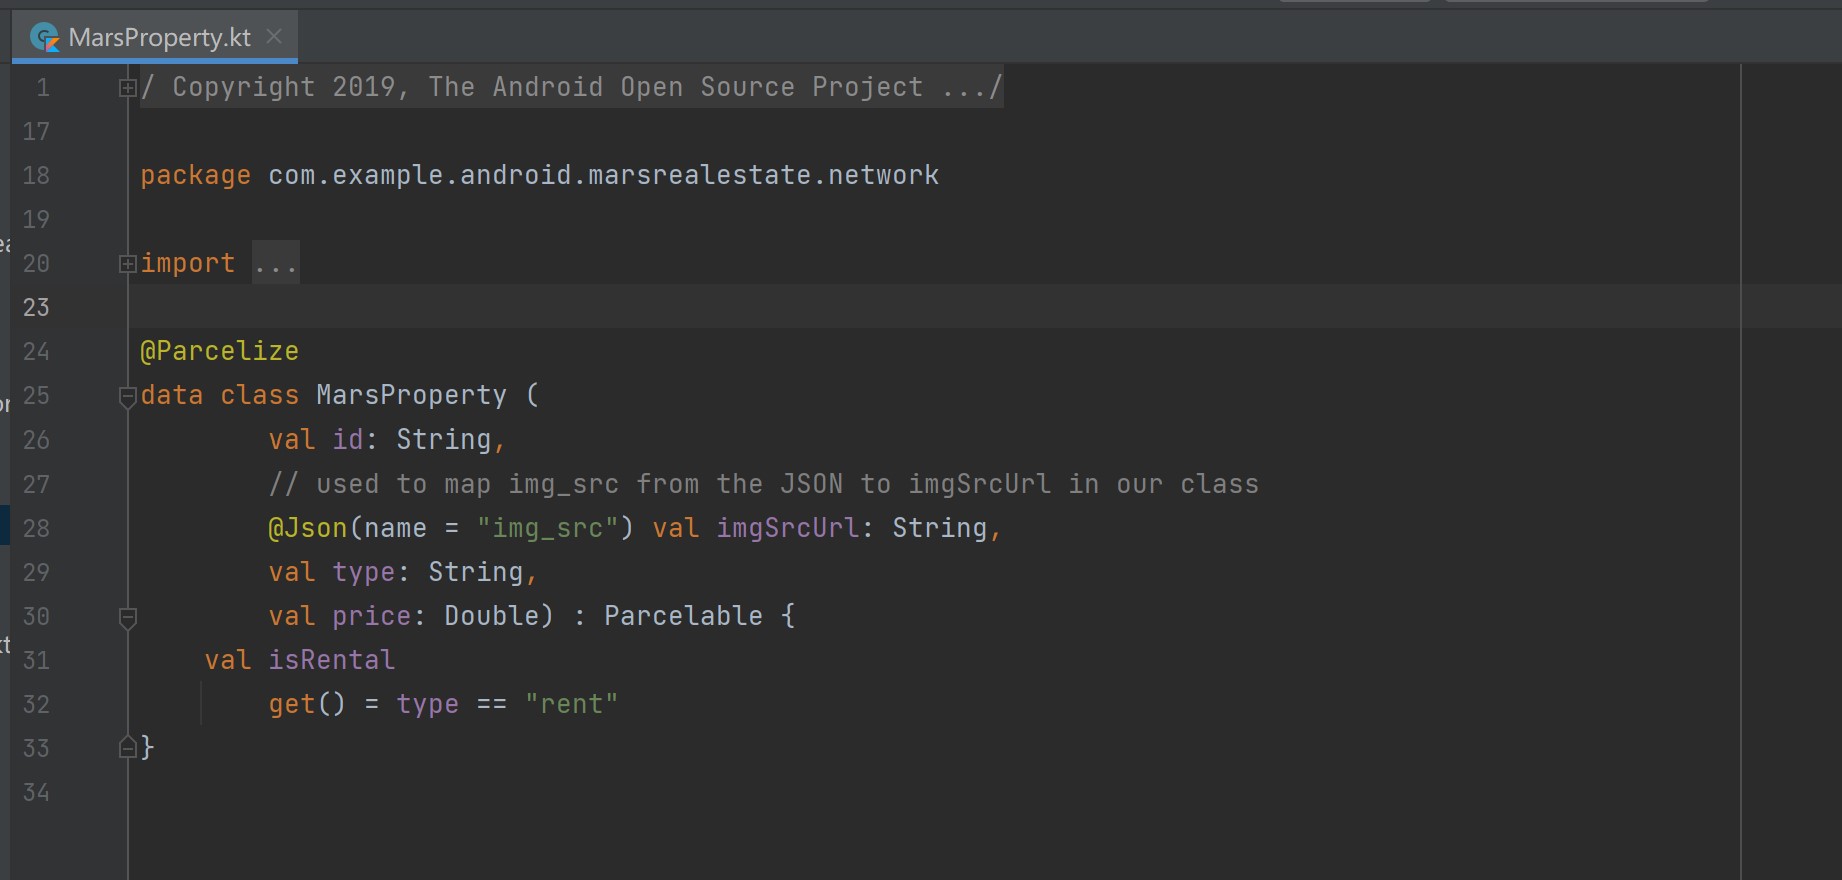 MarsProperty.kt
1 / Copyright 2019, The Android Open Source Project .../
17
18 package com.example.android.marsrealestate.network
19
20 import ...
23
24 @Parcelize
25 data class MarsProperty (
26 val id: String,
27 // used to map img_src from the JSON to imgSrcUrl in our class
28 @Json(name = "img_src") val imgSrcUrl: String,
29 val type: String,
30 val price: Double) : Parcelable {
31 val isRental
32 get() = type == "rent"
33 }
34